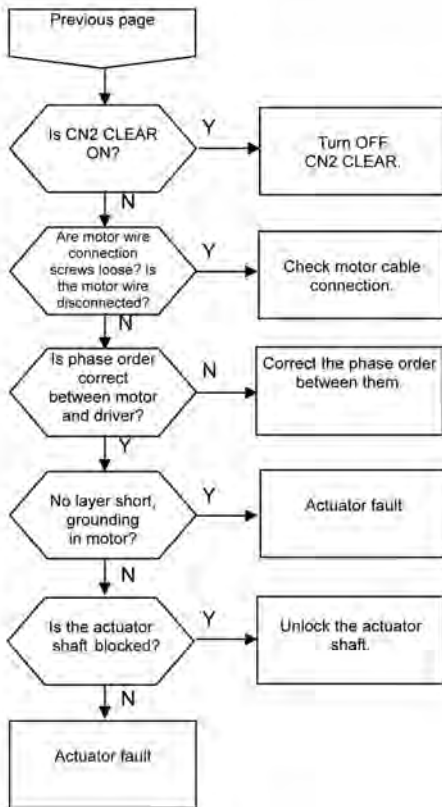 Previous page
Is CN2 CLEAR
ON?
Y
Turn OFF
CN2 CLEAR.
N
Are motor wire
connection
screws loose? Is
the motor wire
disconnected?
Y
Check motor cable
connection.
N
Is phase order
correct
between motor
and driver?
N
Correct the phase order
between them
Y
No layer short,
grounding
in motor?
Y
Actuator fault
N
Is the actuator
shaft blocked?
Y
Unlock the actuator
shaft.
N
Actuator fault